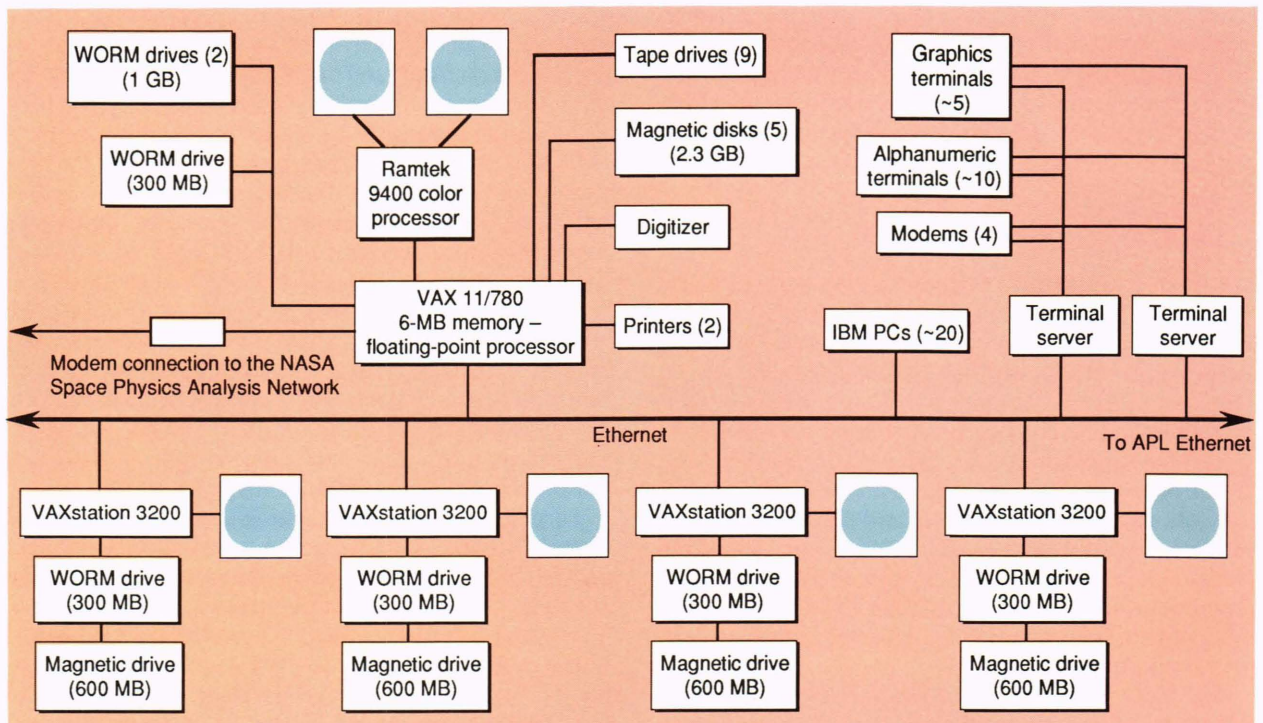 WORM drives (2)
(1 GB)
WORM drive
(300 MB)
Ramtek
9400 color
processor
Tape drives (9)
Magnetic disks (5)
(2.3 GB)
Digitizer
Printers (2)
VAX 11/780
6-MB memory –
floating-point processor
Modem connection to the NASA
Space Physics Analysis Network
Graphics
terminals
(~5)
Alphanumeric
terminals (~10)
Modems (4)
IBM PCs (~20)
Terminal
server
Terminal
server
Ethernet
To APL Ethernet
VAXstation 3200
WORM drive
(300 MB)
Magnetic drive
(600 MB)
VAXstation 3200
WORM drive
(300 MB)
Magnetic drive
(600 MB)
VAXstation 3200
WORM drive
(300 MB)
Magnetic drive
(600 MB)
VAXstation 3200
WORM drive
(300 MB)
Magnetic drive
(600 MB)